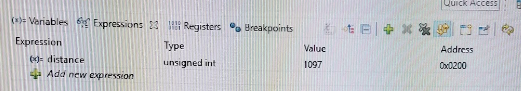 Quick Access
(x)= Variables Expressions Registers Breakpoints
Expression Type Value Address
(x)= distance unsigned int 1097 0x0200
Add new expression